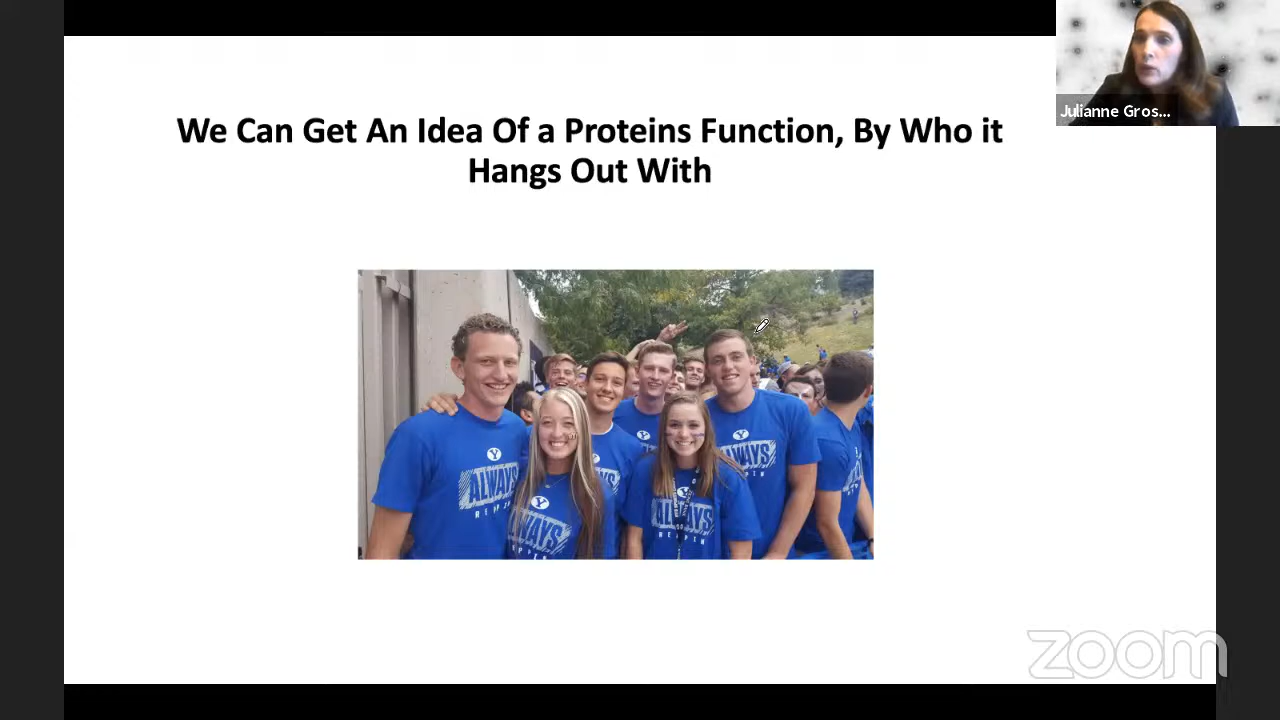 We Can Get An Idea Of a Proteins Function, By Who it
Hangs Out With
Julianne Gros...
Y
ALWAYS
Y
ALWAYS
Y
ALWAYS
Y
zoom